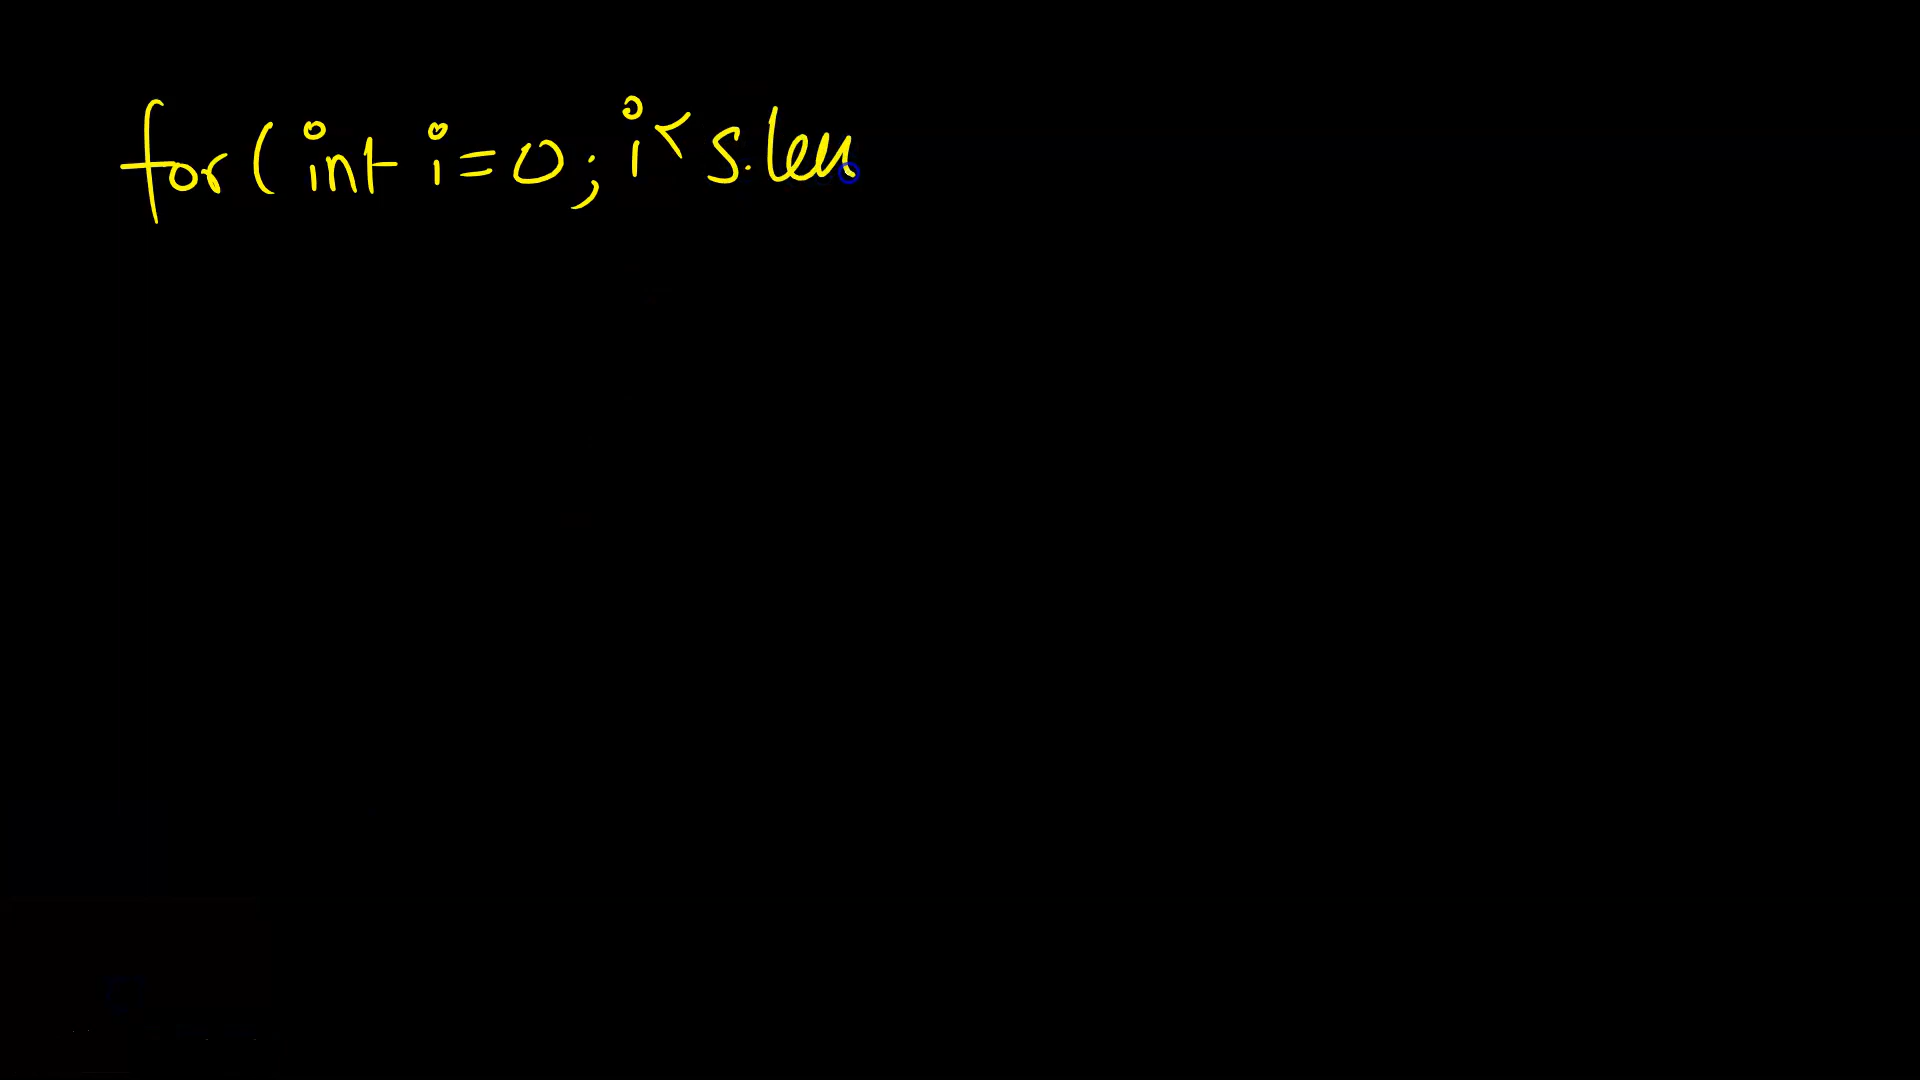 for( int i=0; i< s.len